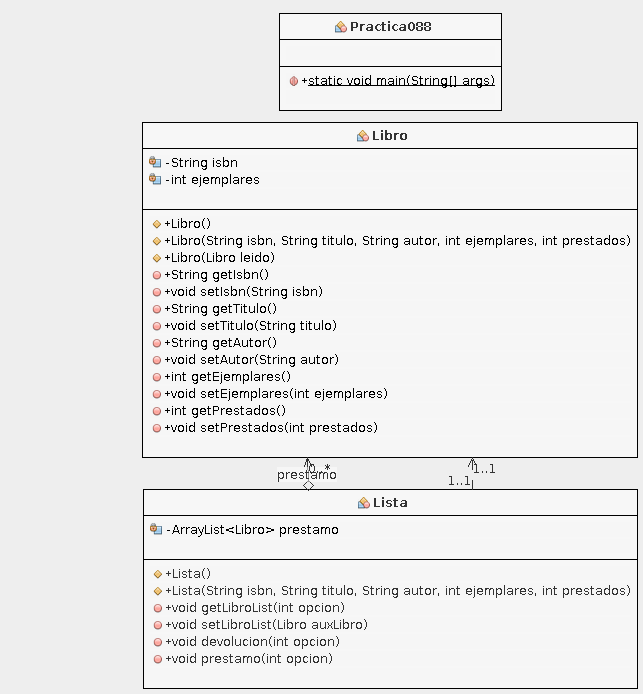 Practica088
+static void main(String[] args)
Libro
-String isbn
-int ejemplares
+Libro()
+Libro(String isbn, String titulo, String autor, int ejemplares, int prestados)
+Libro(Libro leido)
+String getIsbn()
+void setIsbn(String isbn)
+String getTitulo()
+void setTitulo(String titulo)
+String getAutor()
+void setAutor(String autor)
+int getEjemplares()
+void setEjemplares(int ejemplares)
+int getPrestados()
+void setPrestados(int prestados)
0..* 1..1
prestamo 1..1
Lista
-ArrayList<Libro> prestamo
+Lista()
+Lista(String isbn, String titulo, String autor, int ejemplares, int prestados)
+void getLibroList(int opcion)
+void setLibroList(Libro auxLibro)
+void devolucion(int opcion)
+void prestamo(int opcion)